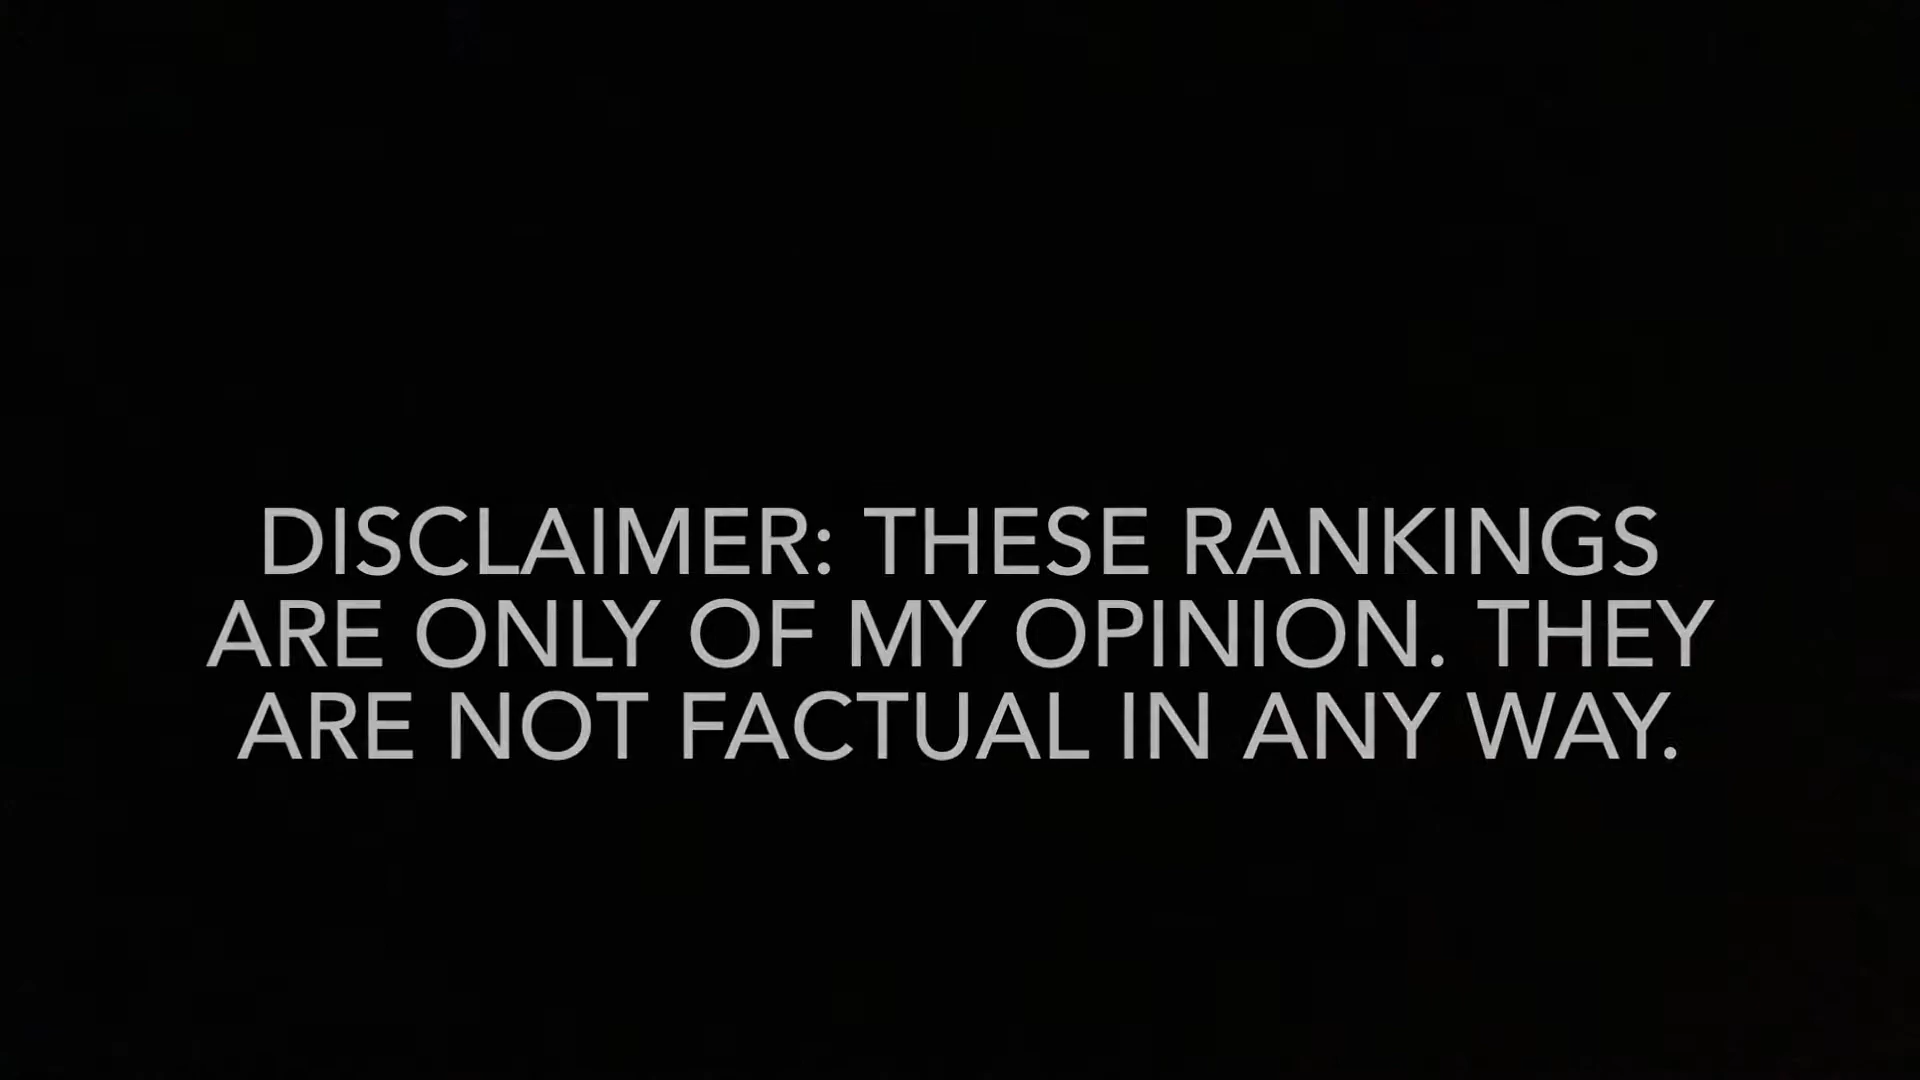 DISCLAIMER: THESE RANKINGS
ARE ONLY OF MY OPINION. THEY
ARE NOT FACTUAL IN ANY WAY.